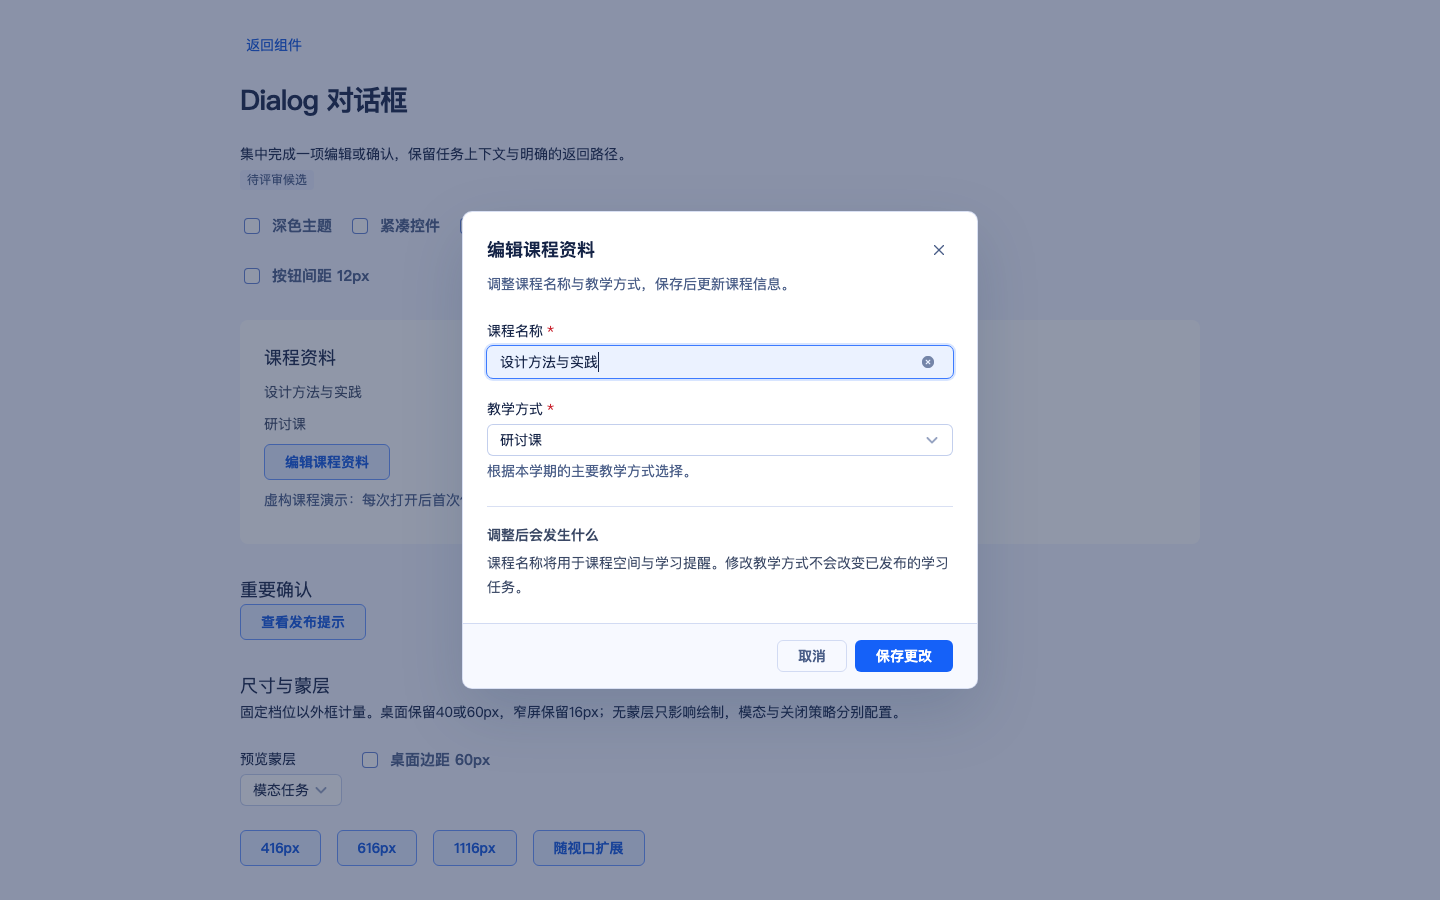 返回组件
Dialog 对话框
集中完成一项编辑或确认，保留任务上下文与明确的返回路径。
待评审候选
深色主题
紧凑控件
按钮间距 12px
课程资料
设计方法与实践
研讨课
编辑课程资料
虚构课程演示：每次打开后首次
重要确认
查看发布提示
尺寸与蒙层
固定档位以外框计量。桌面保留40或60px，窄屏保留16px；无蒙层只影响绘制，模态与关闭策略分别配置。
预览蒙层
桌面边距 60px
模态任务
416px
616px
1116px
随视口扩展
编辑课程资料
调整课程名称与教学方式，保存后更新课程信息。
课程名称 *
设计方法与实践
教学方式 *
研讨课
根据本学期的主要教学方式选择。
调整后会发生什么
课程名称将用于课程空间与学习提醒。修改教学方式不会改变已发布的学习
任务。
取消
保存更改